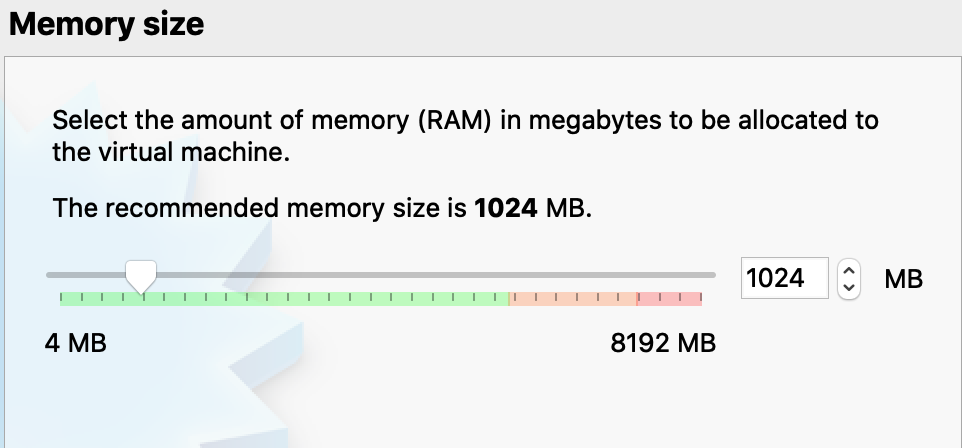 Memory size
Select the amount of memory (RAM) in megabytes to be allocated to
the virtual machine.
The recommended memory size is 1024 MB.
1024 MB
4 MB 8192 MB